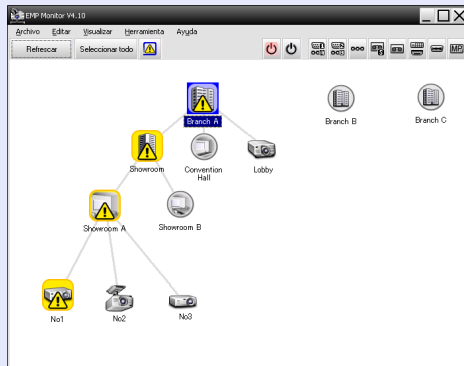 EMP Monitor V4.10
Archivo Editar Visualizar Herramienta Ayuda
Refrescar Seleccionar todo
MP
Branch A
Branch B
Branch C
Showroom
Convention
Hall
Lobby
Showroom A
Showroom B
No1
No2
No3